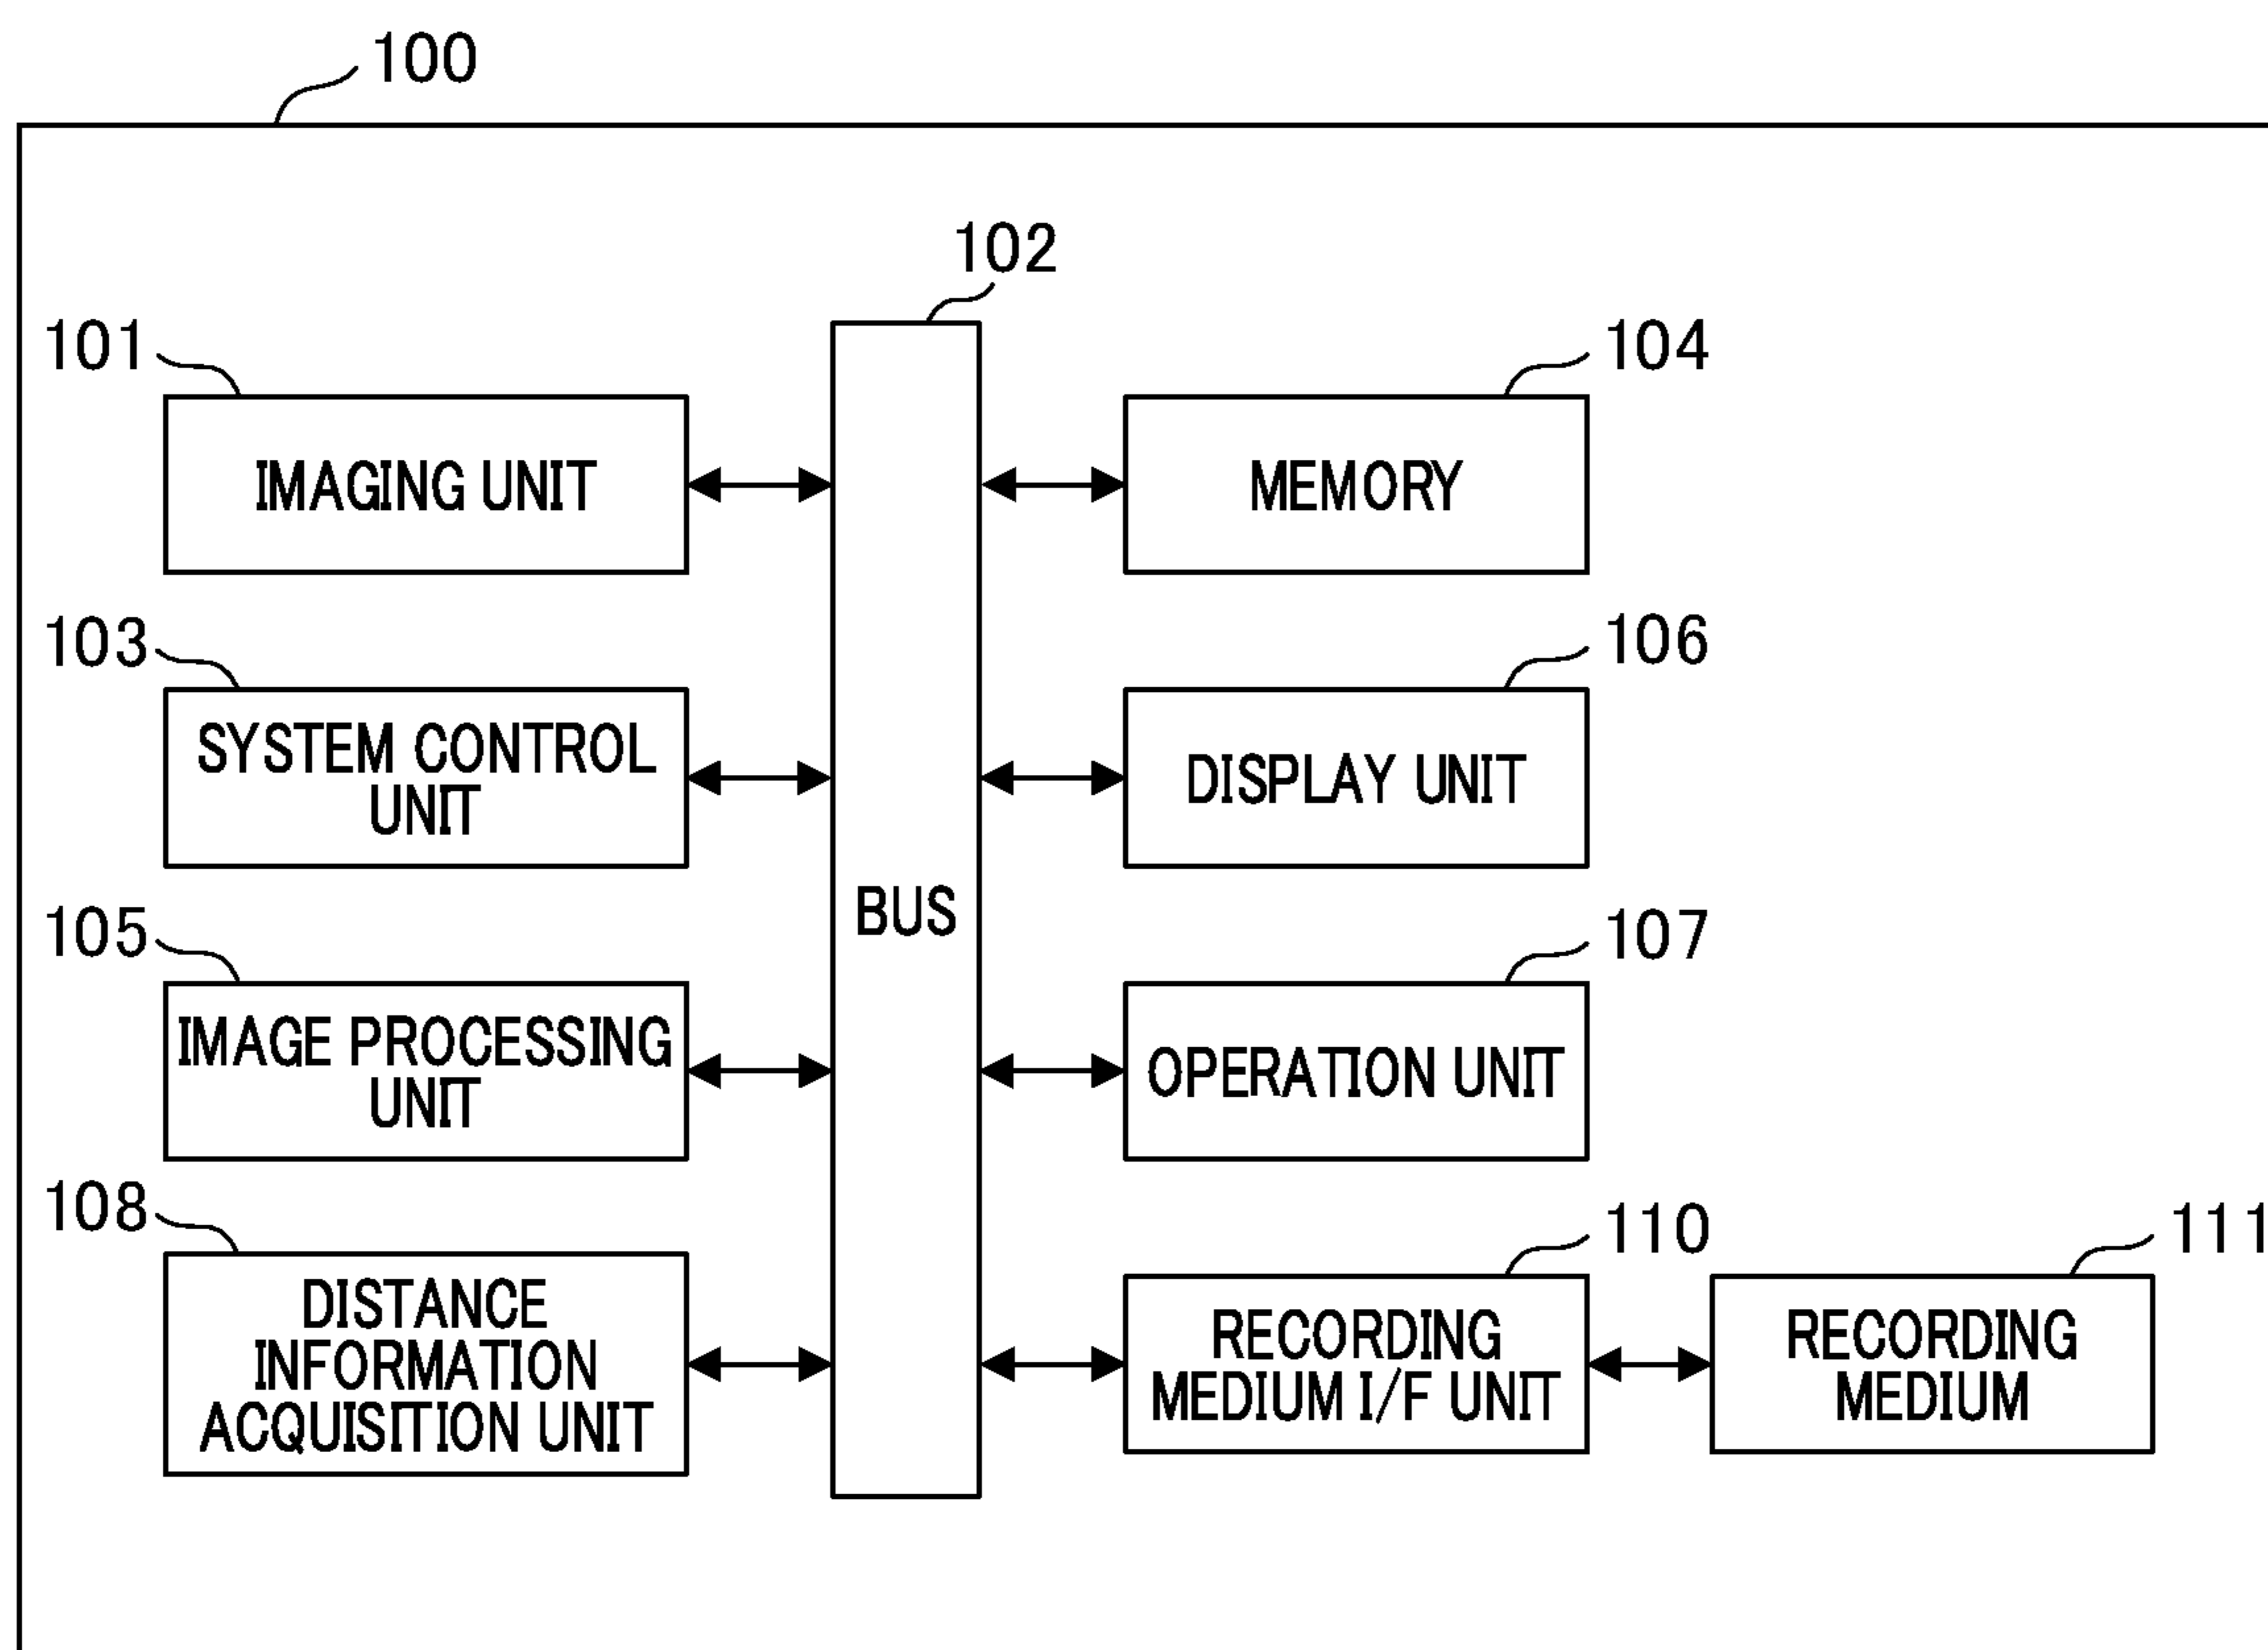 100
102
101
104
IMAGING UNIT
MEMORY
103
106
SYSTEM CONTROL
UNIT
DISPLAY UNIT
BUS
105
107
IMAGE PROCESSING
UNIT
OPERATION UNIT
108
110
111
DISTANCE
INFORMATION
ACQUISITION UNIT
RECORDING
MEDIUM I/F UNIT
RECORDING
MEDIUM